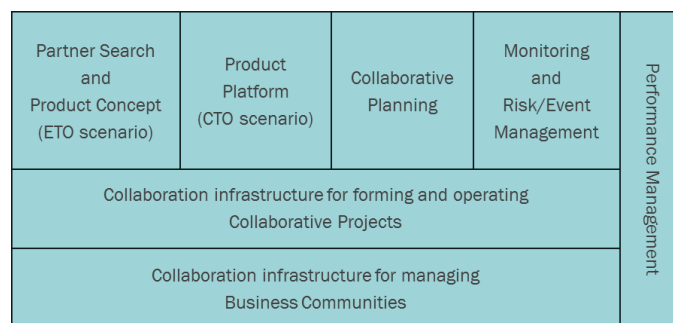 Partner Search
and
Product Concept
(ETO scenario)
Product
Platform
(CTO scenario)
Collaborative
Planning
Monitoring
and
Risk/Event
Management
Performance Management
Collaboration infrastructure for forming and operating
Collaborative Projects
Collaboration infrastructure for managing
Business Communities